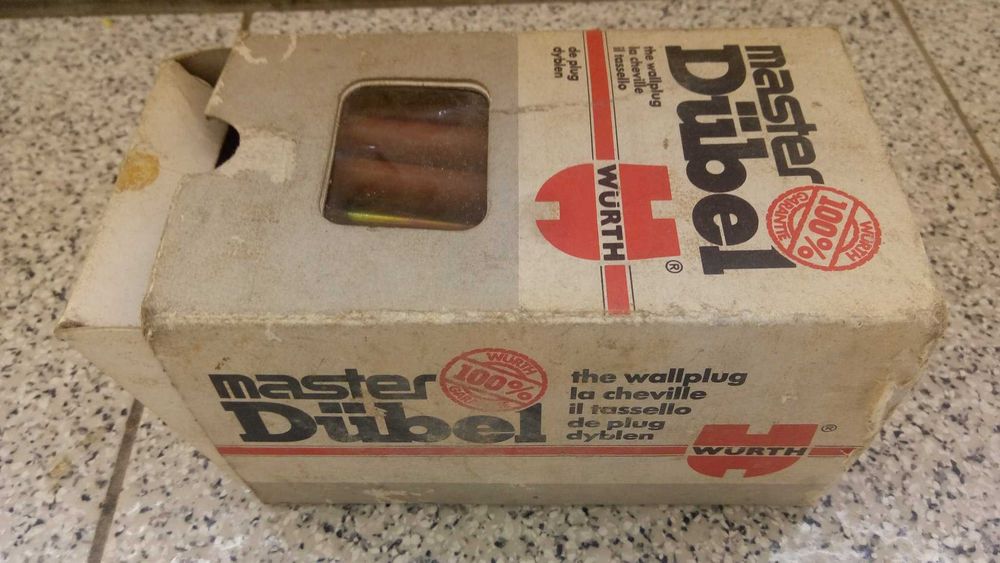 master
Dübel
WÜRTH
100%
GARANTIE
the wallplug
la cheville
il tassello
de plug
dyblen
WÜRTH
®
master
Dübel
WÜRTH
100%
the wallplug
la cheville
il tassello
de plug
dyblen
WÜRTH
®